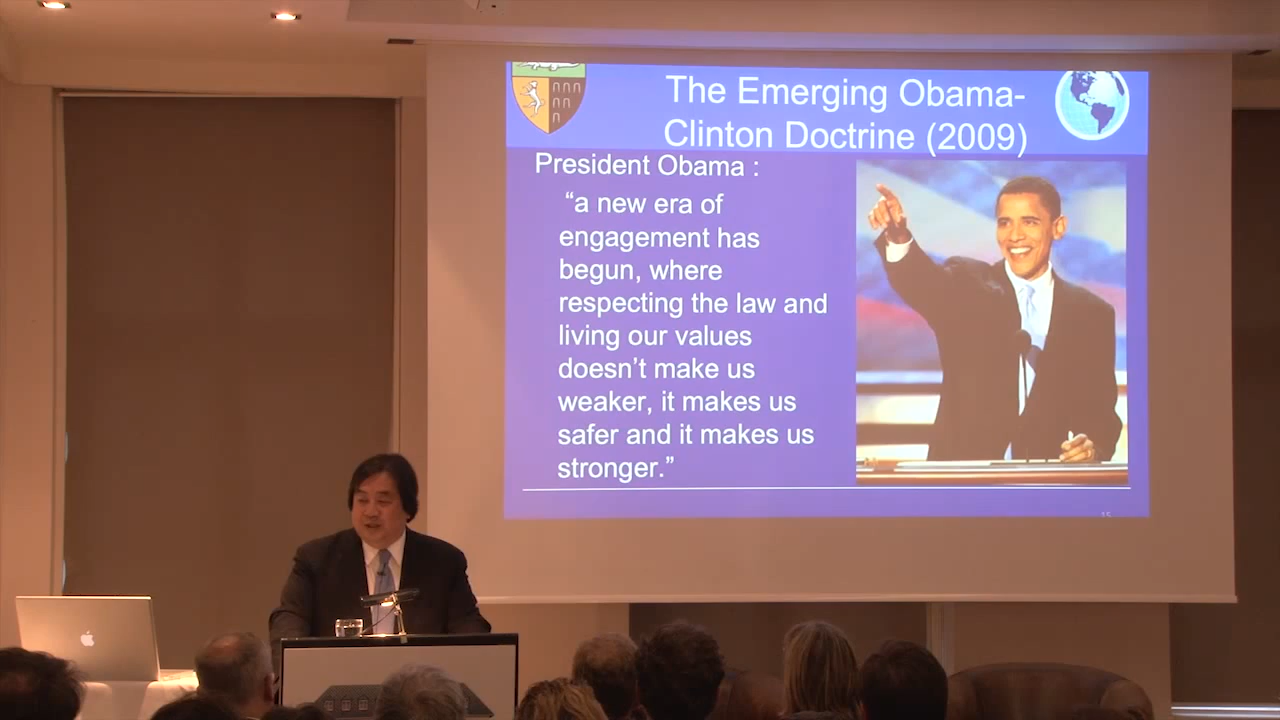 The Emerging Obama-
Clinton Doctrine (2009)
President Obama :
“a new era of
engagement has
begun, where
respecting the law and
living our values
doesn’t make us
weaker, it makes us
safer and it makes us
stronger.”